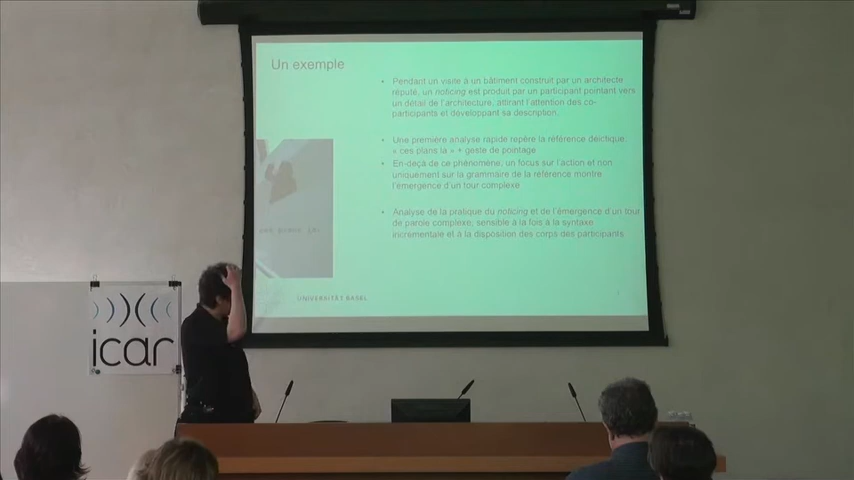 Un exemple
• Pendant un visite à un bâtiment construit par un architecte
réputé, un noticing est produit par un participant pointant vers
un détail de l'architecture, attirant l'attention des co-
participants et développant sa description.
• Une première analyse rapide repère la référence déictique:
« ces plans là » + geste de pointage
• En-deçà de ce phénomène, un focus sur l'action et non
uniquement sur la grammaire de la référence montre
l'émergence d'un tour complexe
• Analyse de la pratique du noticing et de l'émergence d'un tour
de parole complexe, sensible à la fois à la syntaxe
incrémentale et à la disposition des corps des participants
UNIVERSITÄT BASEL
icar